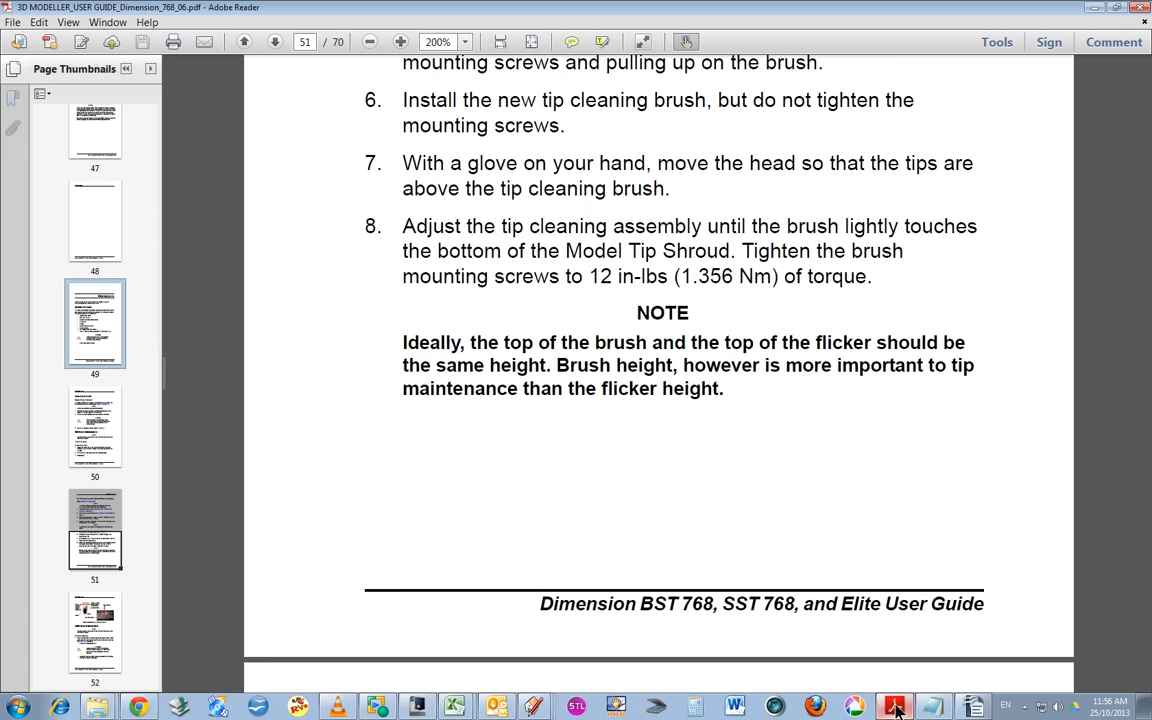 3D MODELLER_USER GUIDE_Dimension_768_06.pdf - Adobe Reader
File Edit View Window Help
51 / 70 200% Tools Sign Comment
Page Thumbnails
mounting screws and pulling up on the brush.
6. Install the new tip cleaning brush, but do not tighten the
mounting screws.
7. With a glove on your hand, move the head so that the tips are
above the tip cleaning brush.
8. Adjust the tip cleaning assembly until the brush lightly touches
the bottom of the Model Tip Shroud. Tighten the brush
mounting screws to 12 in-lbs (1.356 Nm) of torque.
NOTE
Ideally, the top of the brush and the top of the flicker should be
the same height. Brush height, however is more important to tip
maintenance than the flicker height.
Dimension BST 768, SST 768, and Elite User Guide
47
48
49
50
51
52
STL
EN
11:56 AM
25/10/2013